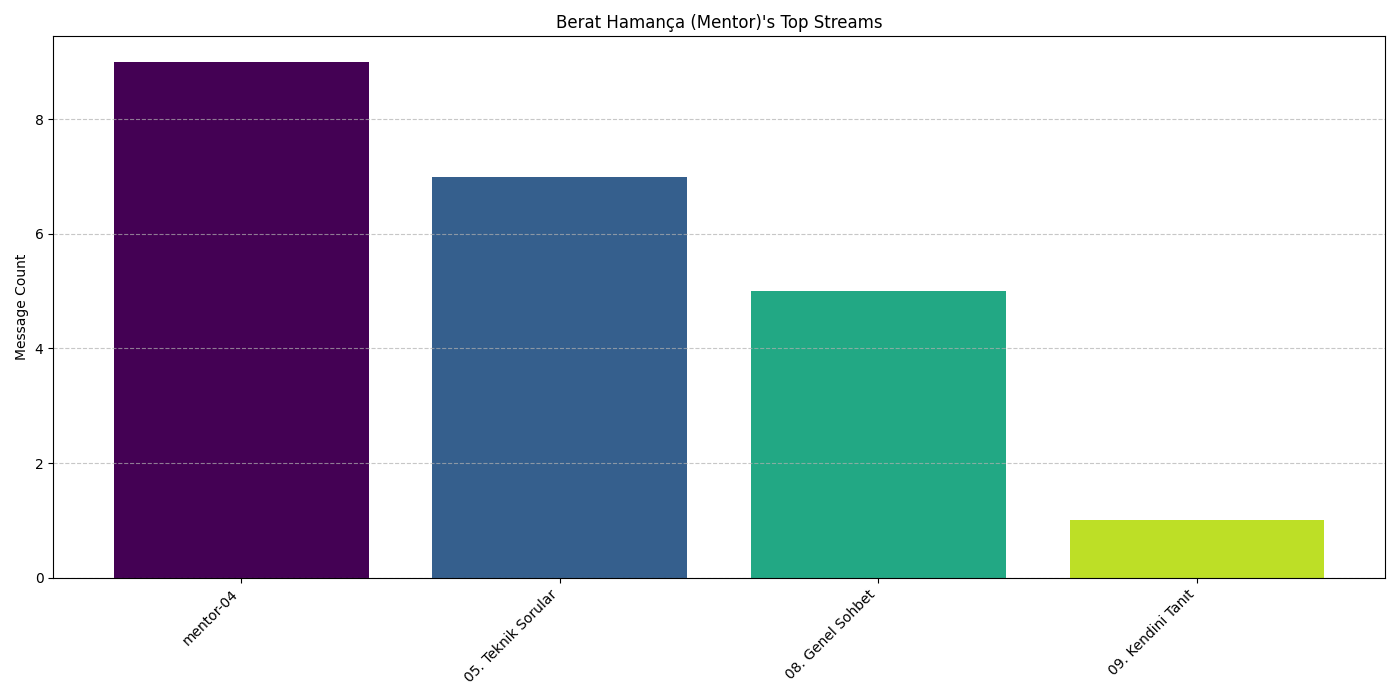 Berat Hamança (Mentor)'s Top Streams
Message Count
8
6
4
2
0
mentor-04
05. Teknik Sorular
08. Genel Sohbet
09. Kendini Tanıt